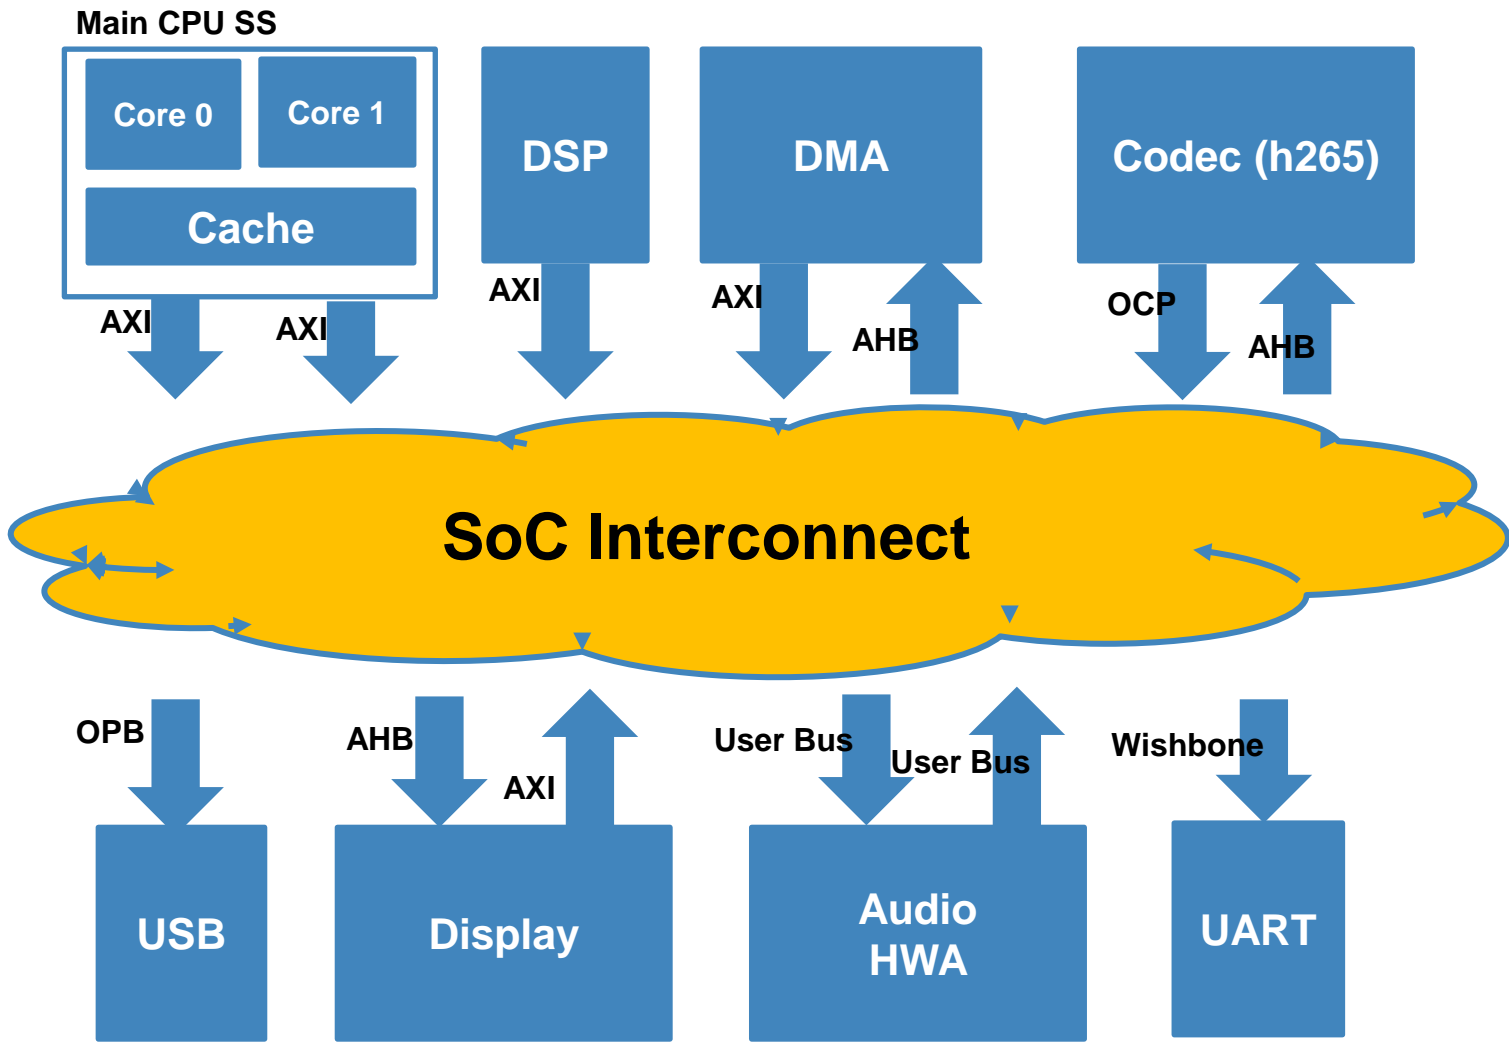 Main CPU SS
Core 0
Core 1
Cache
DSP
DMA
Codec (h265)
AXI
AXI
AXI
AXI
AHB
OCP
AHB
SoC Interconnect
OPB
AHB
AXI
User Bus
User Bus
Wishbone
USB
Display
Audio
HWA
UART